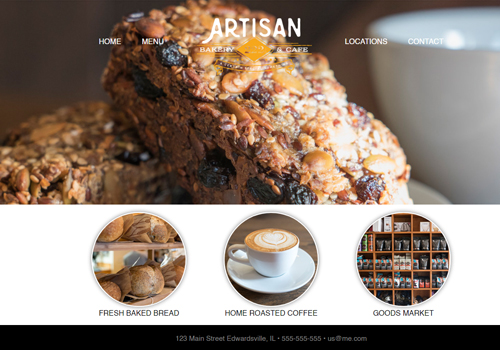 ARTISAN
BAKERY & CAFE
HOME MENU LOCATIONS CONTACT
FRESH BAKED BREAD HOME ROASTED COFFEE GOODS MARKET
123 Main Street Edwardsville, IL • 555-555-555 • us@me.com